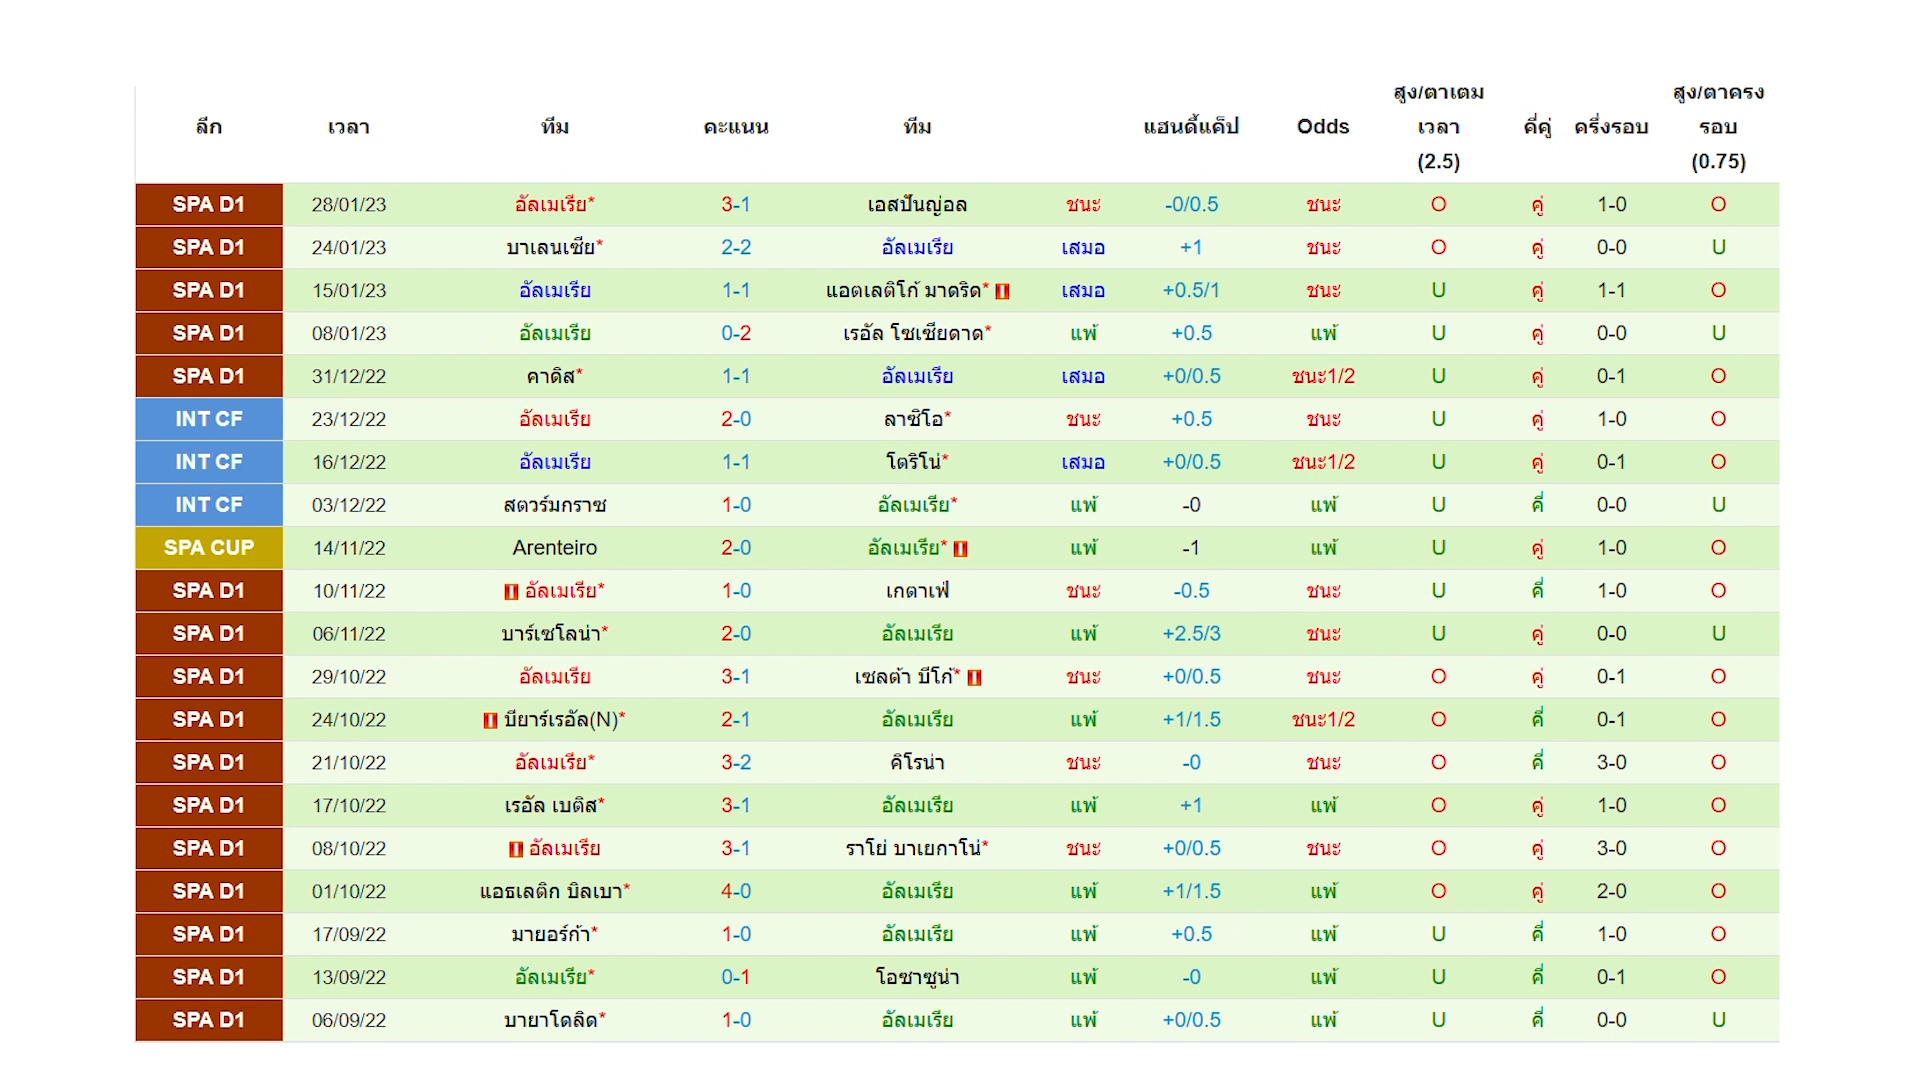 ลีก เวลา ทีม คะแนน ทีม แฮนดี้แค็ป Odds สูง/ตาเตม เวลา (2.5) คี่คู่ ครึ่งรอบ สูง/ตาครง รอบ (0.75)
SPA D1 28/01/23 อัลเมเรีย* 3-1 เอสปันญ่อล ชนะ -0/0.5 ชนะ O คู่ 1-0 O
SPA D1 24/01/23 บาเลนเซีย* 2-2 อัลเมเรีย เสมอ +1 ชนะ O คู่ 0-0 U
SPA D1 15/01/23 อัลเมเรีย 1-1 แอตเลติโก้ มาดริด* เสมอ +0.5/1 ชนะ U คู่ 1-1 O
SPA D1 08/01/23 อัลเมเรีย 0-2 เรอัล โซเซียดาด* แพ้ +0.5 แพ้ U คู่ 0-0 U
SPA D1 31/12/22 คาดิส* 1-1 อัลเมเรีย เสมอ +0/0.5 ชนะ1/2 U คู่ 0-1 O
INT CF 23/12/22 อัลเมเรีย 2-0 ลาซิโอ* ชนะ +0.5 ชนะ U คู่ 1-0 O
INT CF 16/12/22 อัลเมเรีย 1-1 โตริโน่* เสมอ +0/0.5 ชนะ1/2 U คู่ 0-1 O
INT CF 03/12/22 สตวร์มกราซ 1-0 อัลเมเรีย* แพ้ -0 แพ้ U คี่ 0-0 U
SPA CUP 14/11/22 Arenteiro 2-0 อัลเมเรีย* แพ้ -1 แพ้ U คู่ 1-0 O
SPA D1 10/11/22 อัลเมเรีย* 1-0 เกตาเฟ่ ชนะ -0.5 ชนะ U คี่ 1-0 O
SPA D1 06/11/22 บาร์เซโลน่า* 2-0 อัลเมเรีย แพ้ +2.5/3 ชนะ U คู่ 0-0 U
SPA D1 29/10/22 อัลเมเรีย 3-1 เซลต้า บีโก้* ชนะ +0/0.5 ชนะ O คู่ 0-1 O
SPA D1 24/10/22 บียาร์เรอัล(N)* 2-1 อัลเมเรีย แพ้ +1/1.5 ชนะ1/2 O คี่ 0-1 O
SPA D1 21/10/22 อัลเมเรีย* 3-2 คิโรน่า ชนะ -0 ชนะ O คี่ 3-0 O
SPA D1 17/10/22 เรอัล เบติส* 3-1 อัลเมเรีย แพ้ +1 แพ้ O คู่ 1-0 O
SPA D1 08/10/22 อัลเมเรีย 3-1 ราโย่ บาเยกาโน่* ชนะ +0/0.5 ชนะ O คู่ 3-0 O
SPA D1 01/10/22 แอธเลติก บิลเบา* 4-0 อัลเมเรีย แพ้ +1/1.5 แพ้ O คู่ 2-0 O
SPA D1 17/09/22 มายอร์ก้า* 1-0 อัลเมเรีย แพ้ +0.5 แพ้ U คี่ 1-0 O
SPA D1 13/09/22 อัลเมเรีย* 0-1 โอซาซูน่า แพ้ -0 แพ้ U คี่ 0-1 O
SPA D1 06/09/22 บายาโดลิด* 1-0 อัลเมเรีย แพ้ +0/0.5 แพ้ U คี่ 0-0 U